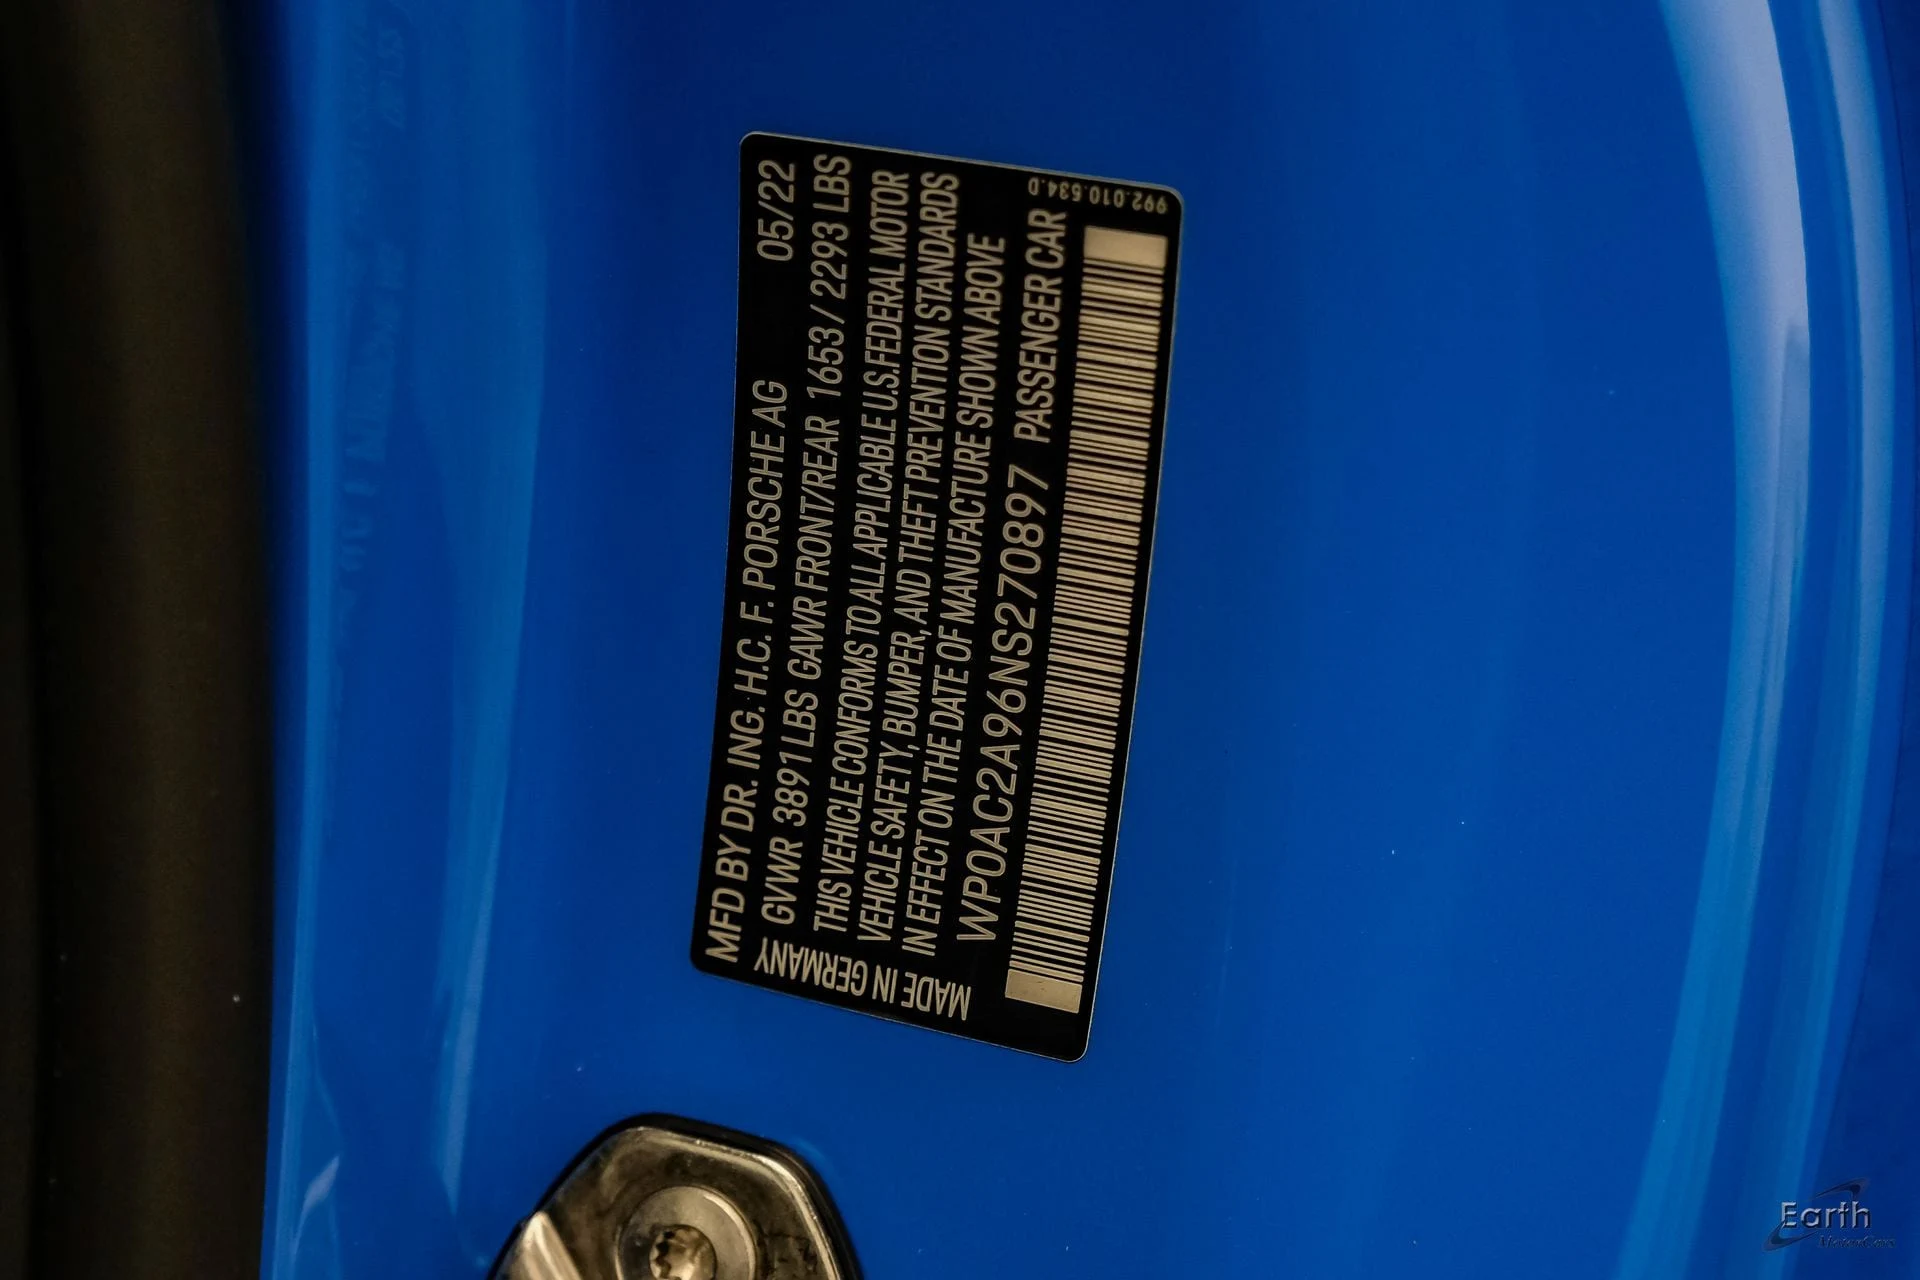 MFD BY DR. ING. H.C. F. PORSCHE AG 05/22
GVWR 3891 LBS GAWR FRONT/REAR 1653 / 2293 LBS
THIS VEHICLE CONFORMS TO ALL APPLICABLE U.S. FEDERAL MOTOR
VEHICLE SAFETY, BUMPER, AND THEFT PREVENTION STANDARDS
IN EFFECT ON THE DATE OF MANUFACTURE SHOWN ABOVE
WP0AC2A96NS270897 PASSENGER CAR
MADE IN GERMANY
992.010.534.D
Earth
MotorCars